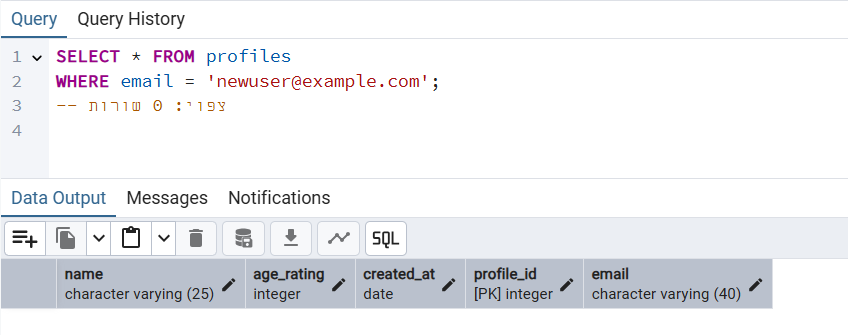 Query Query History
1 SELECT * FROM profiles
2 WHERE email = 'newuser@example.com';
3 -- צפוי: 0 שורות
4
Data Output Messages Notifications
SQL
name age_rating created_at profile_id email
character varying (25) integer date [PK] integer character varying (40)